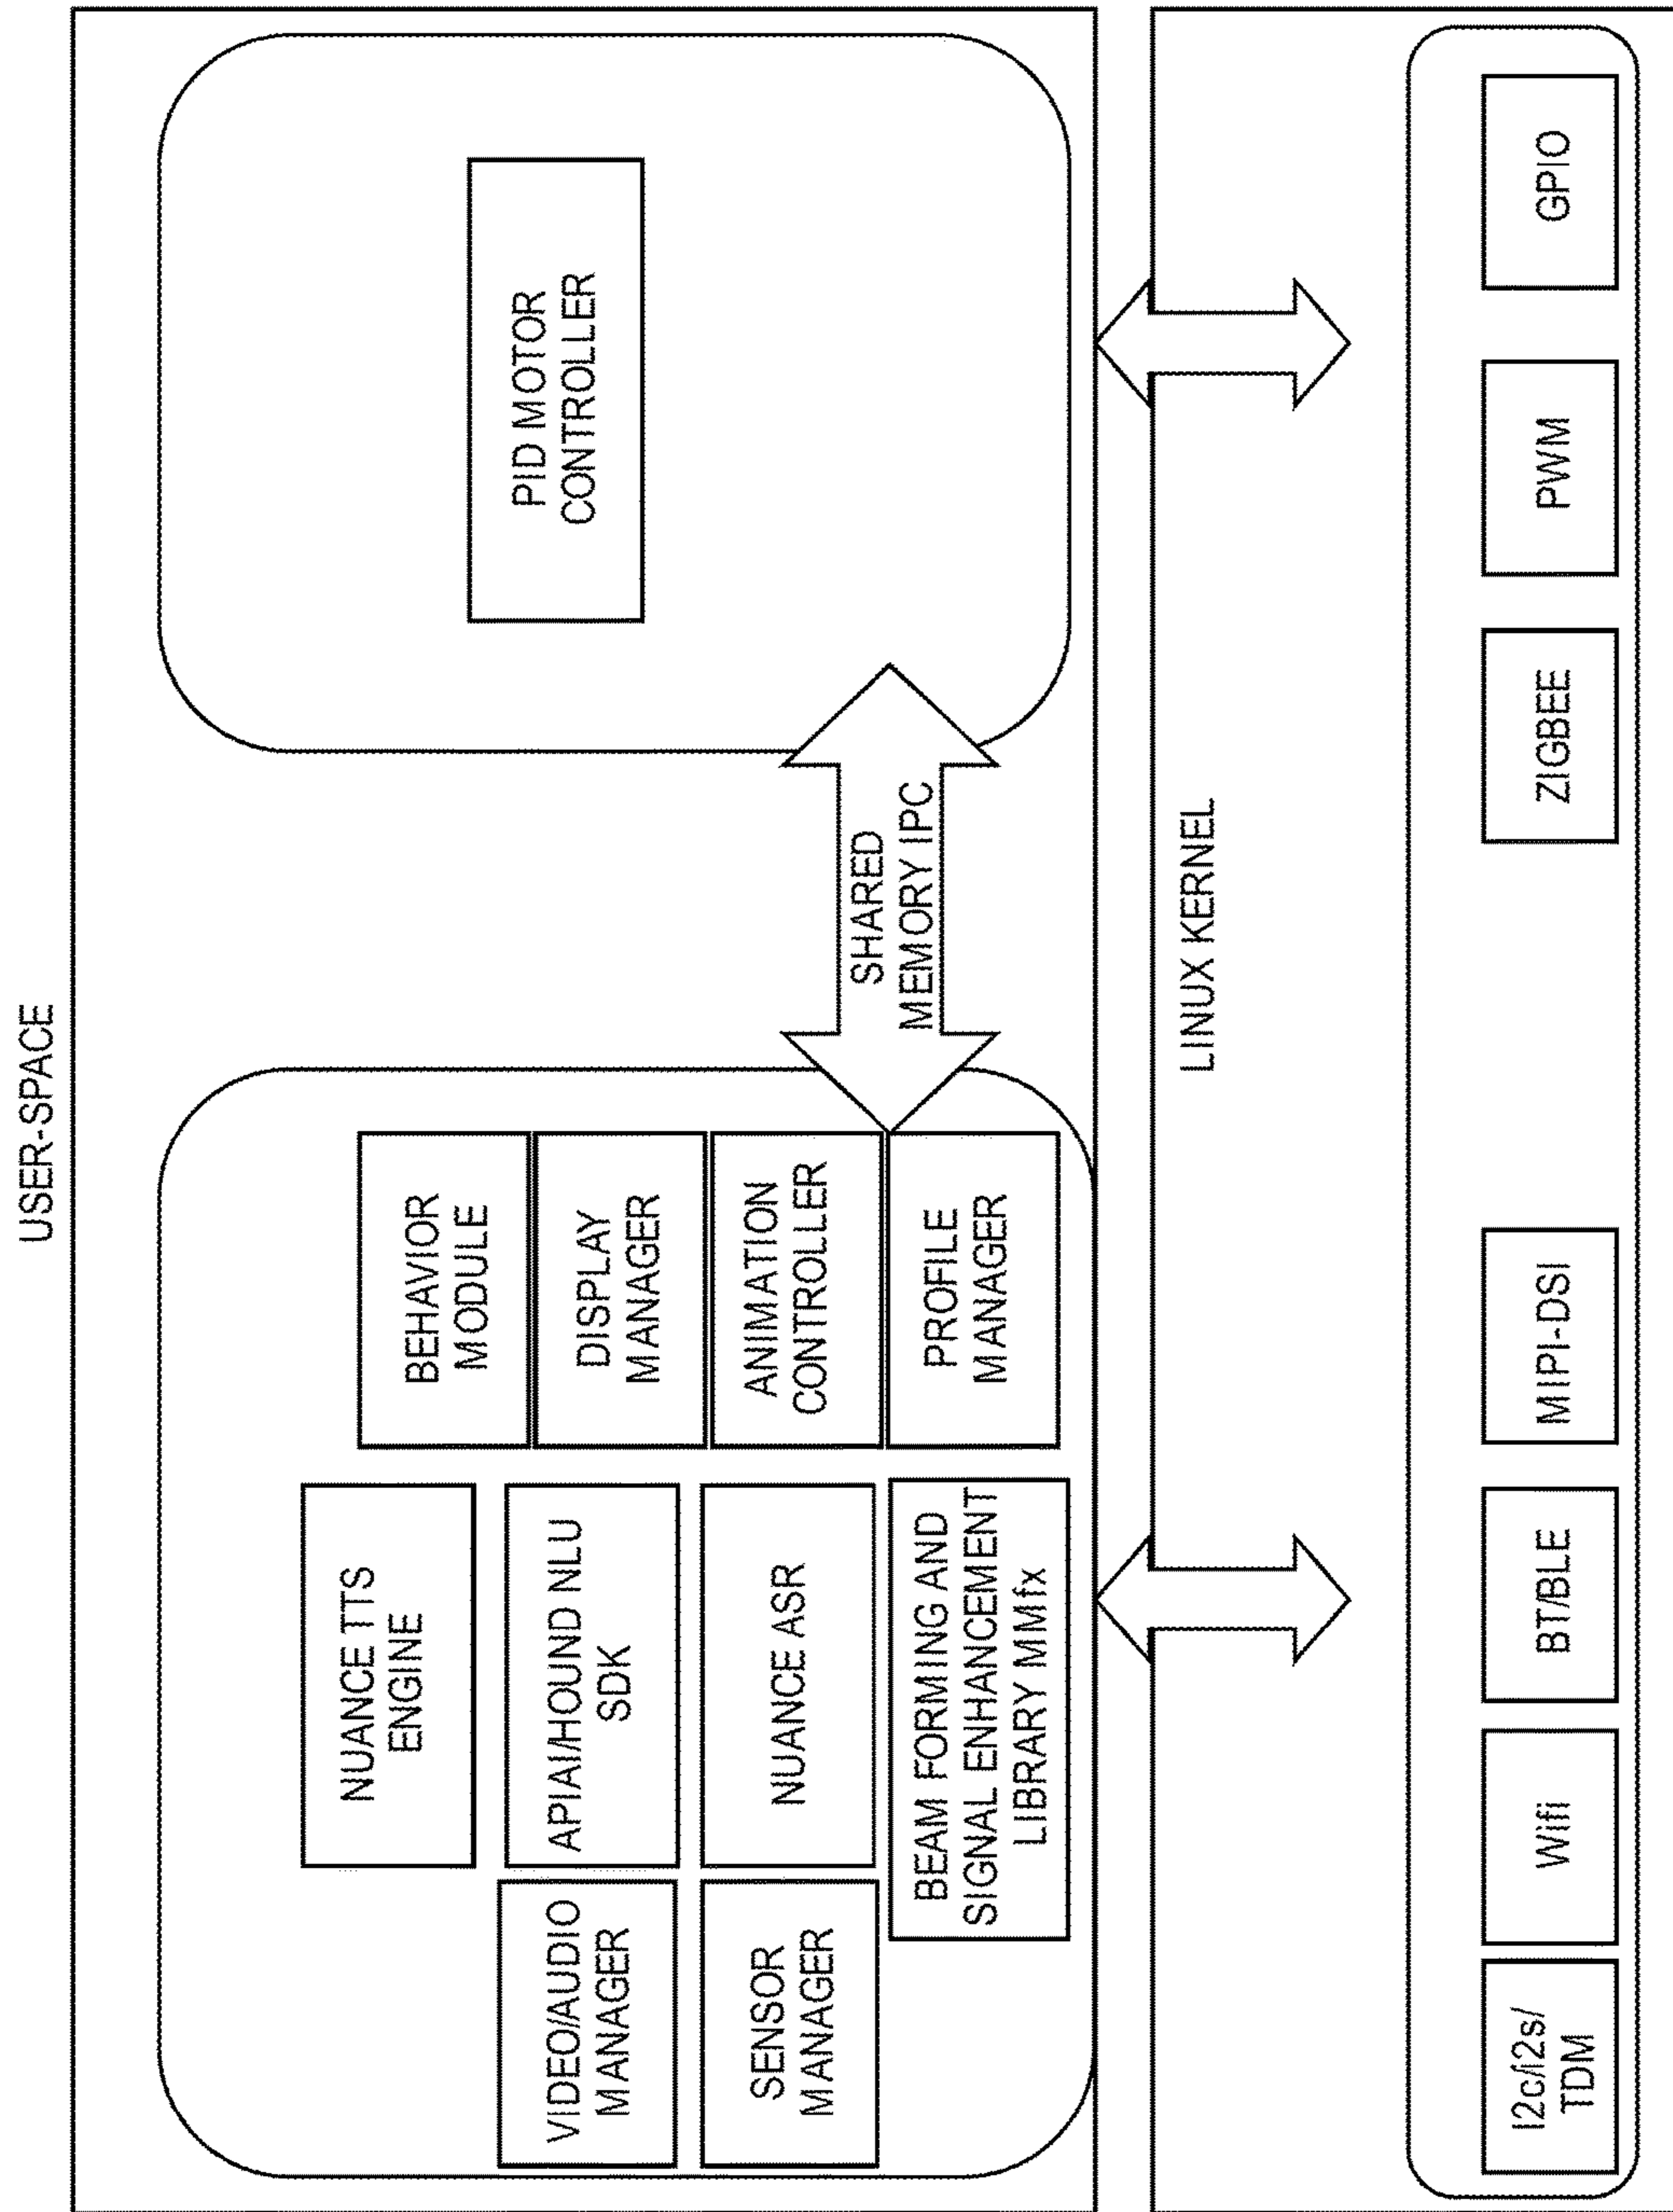 USER-SPACE
NUANCE TTS
ENGINE
BEHAVIOR
MODULE
VIDEO/AUDIO
MANAGER
APIAI/HOUND NLU
SDK
DISPLAY
MANAGER
SENSOR
MANAGER
NUANCE ASR
ANIMATION
CONTROLLER
BEAM FORMING AND
SIGNAL ENHANCEMENT
LIBRARY MMfx
PROFILE
MANAGER
SHARED
MEMORY IPC
PID MOTOR
CONTROLLER
LINUX KERNEL
I2c/i2s/
TDM
Wifi
BT/BLE
MIPI-DSI
ZIGBEE
PWM
GPIO